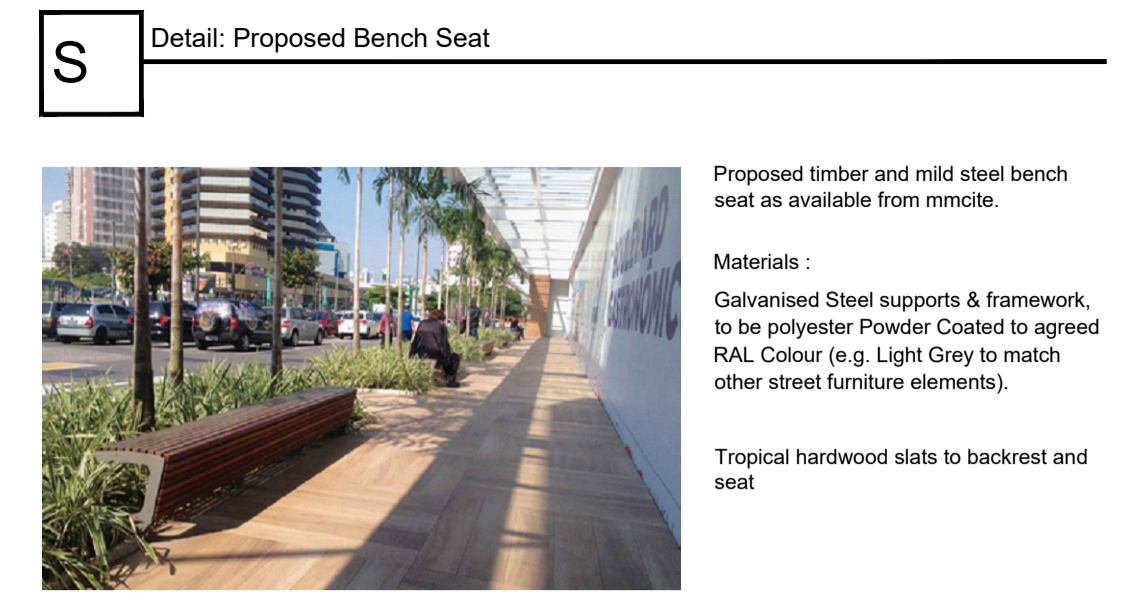 S
Detail: Proposed Bench Seat
Proposed timber and mild steel bench
seat as available from mmcite.
Materials :
Galvanised Steel supports & framework,
to be polyester Powder Coated to agreed
RAL Colour (e.g. Light Grey to match
other street furniture elements).
Tropical hardwood slats to backrest and
seat